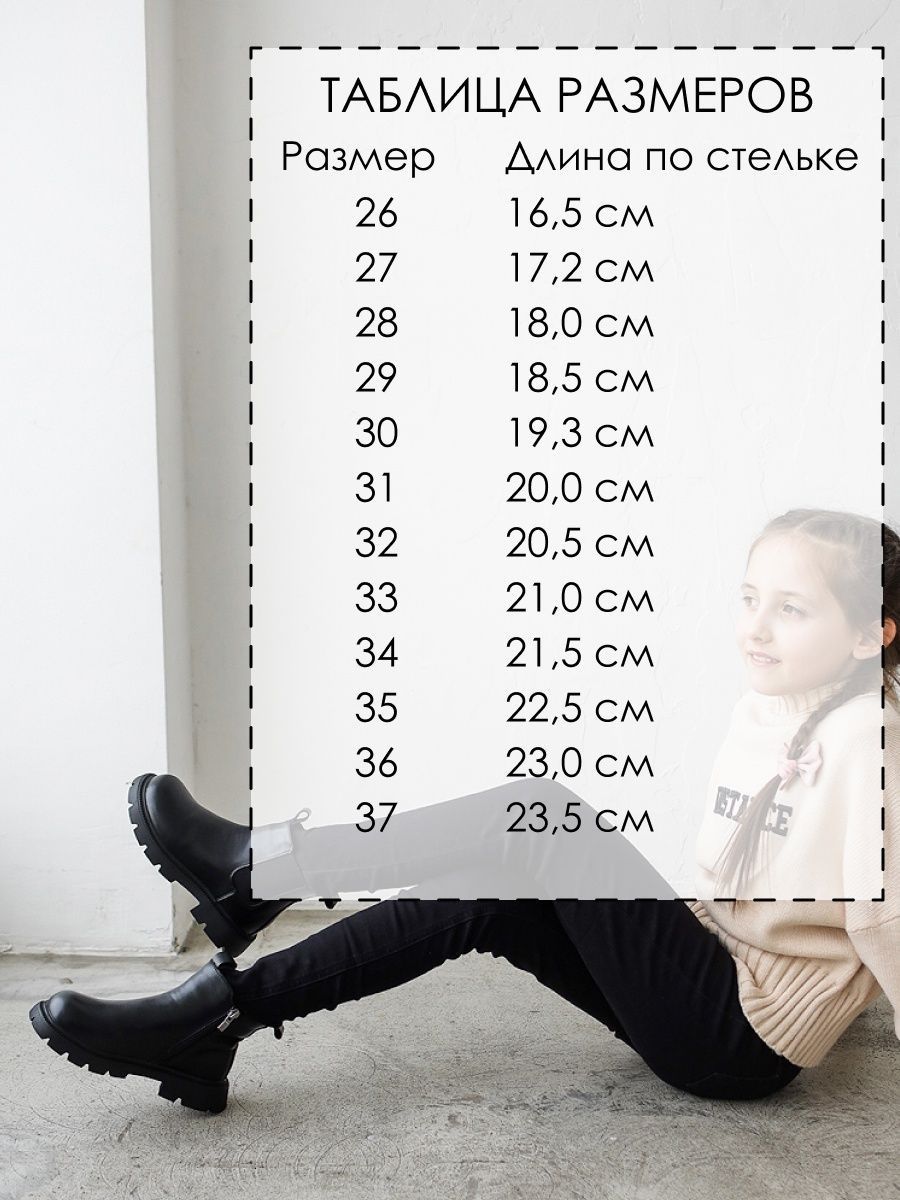 ТАБЛИЦА РАЗМЕРОВ
Размер Длина по стельке
26 16,5 см
27 17,2 см
28 18,0 см
29 18,5 см
30 19,3 см
31 20,0 см
32 20,5 см
33 21,0 см
34 21,5 см
35 22,5 см
36 23,0 см
37 23,5 см